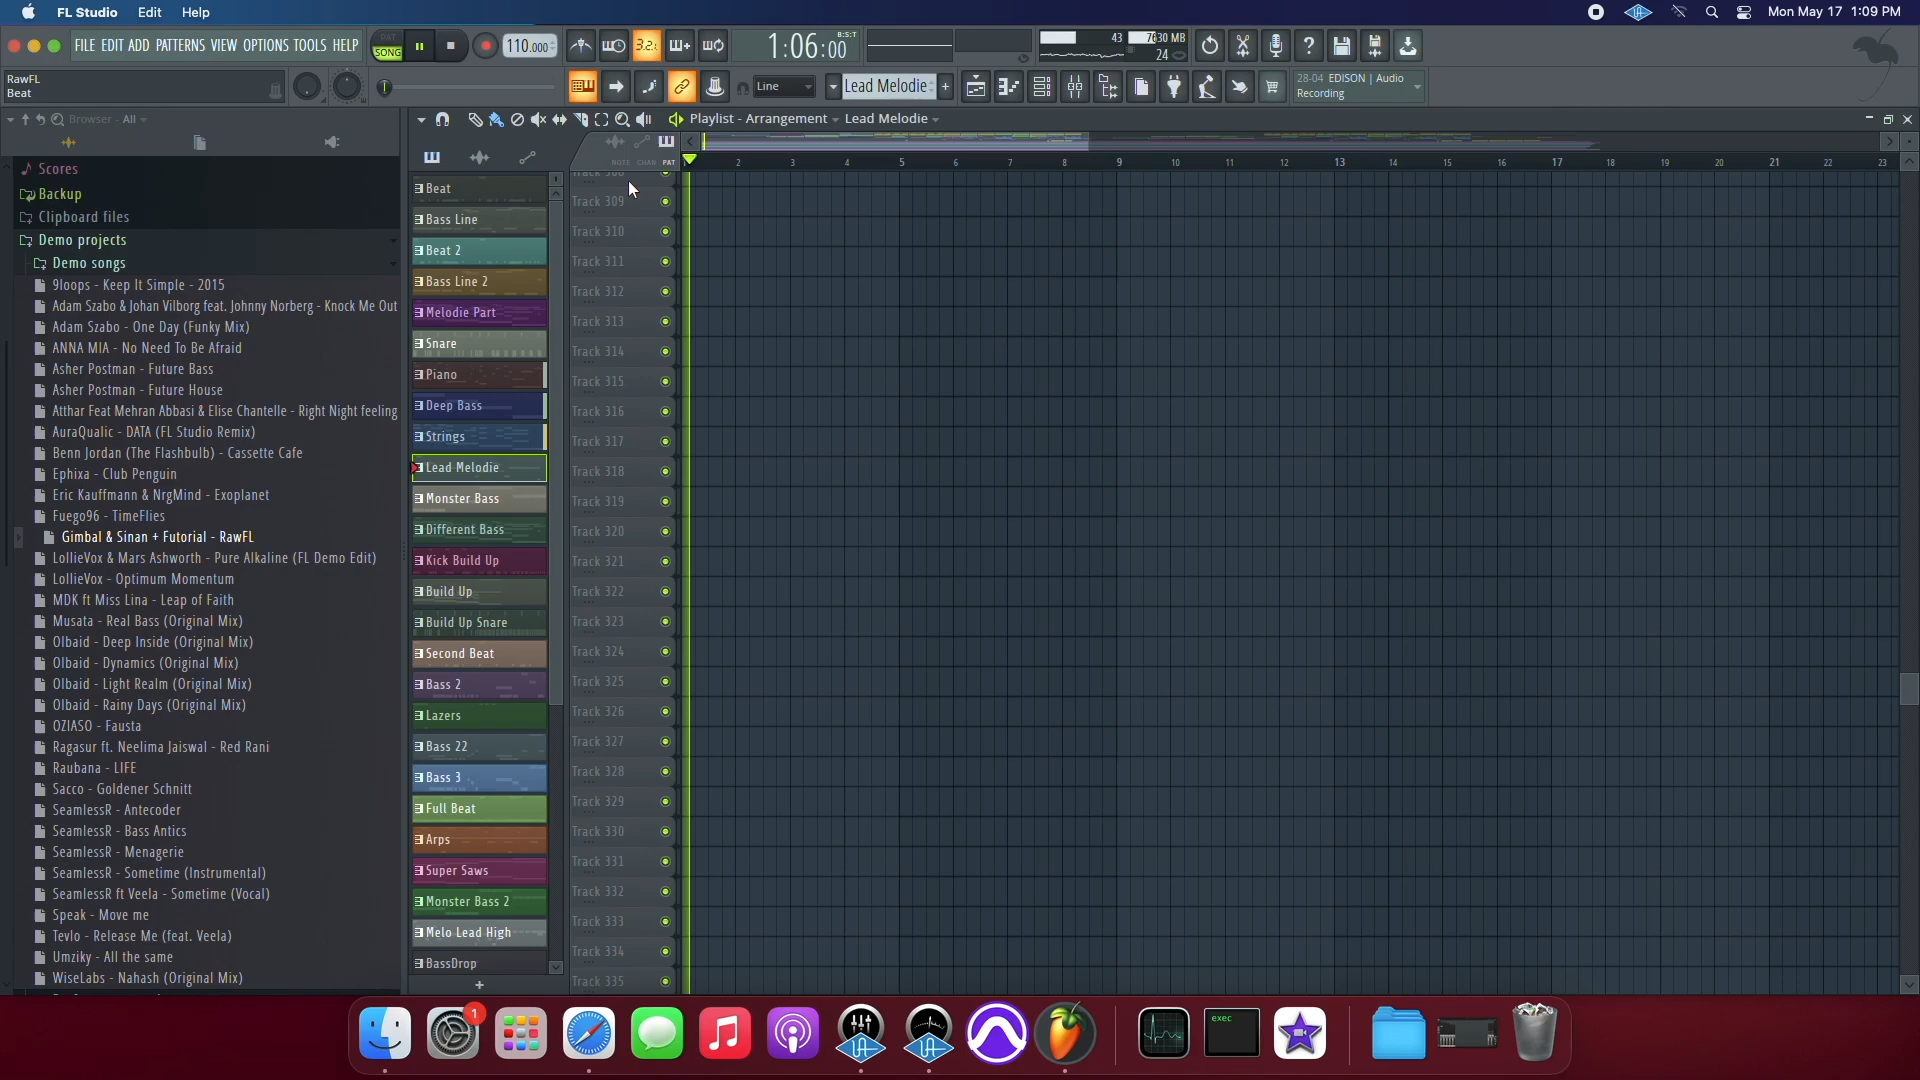 FL Studio Edit Help
Mon May 17 1:09 PM
FILE EDIT ADD PATTERNS VIEW OPTIONS TOOLS HELP
PAT
SONG
110.000
3.2.
1:06:00
B:S:T
43
7630 MB
24
?
RawFL
Beat
Line
Lead Melodie
+
28-04 EDISON | Audio
Recording
Browser - All
Playlist - Arrangement
Lead Melodie
NOTE CHAN PAT
2 3 4 5 6 7 8 9 10 11 12 13 14 15 16 17 18 19 20 21 22 23
Scores
Backup
Clipboard files
Demo projects
Demo songs
9loops - Keep It Simple - 2015
Adam Szabo & Johan Vilborg feat. Johnny Norberg - Knock Me Out
Adam Szabo - One Day (Funky Mix)
ANNA MIA - No Need To Be Afraid
Asher Postman - Future Bass
Asher Postman - Future House
Atthar Feat Mehran Abbasi & Elise Chantelle - Right Night feeling
AuraQualic - DATA (FL Studio Remix)
Benn Jordan (The Flashbulb) - Cassette Cafe
Ephixa - Club Penguin
Eric Kauffmann & NrgMind - Exoplanet
Fuego96 - TimeFlies
Gimbal & Sinan + Futorial - RawFL
LollieVox & Mars Ashworth - Pure Alkaline (FL Demo Edit)
LollieVox - Optimum Momentum
MDK ft Miss Lina - Leap of Faith
Musata - Real Bass (Original Mix)
Olbaid - Deep Inside (Original Mix)
Olbaid - Dynamics (Original Mix)
Olbaid - Light Realm (Original Mix)
Olbaid - Rainy Days (Original Mix)
OZIASO - Fausta
Ragasur ft. Neelima Jaiswal - Red Rani
Raubana - LIFE
Sacco - Goldener Schnitt
SeamlessR - Antecoder
SeamlessR - Bass Antics
SeamlessR - Menagerie
SeamlessR - Sometime (Instrumental)
SeamlessR ft Veela - Sometime (Vocal)
Speak - Move me
Tevlo - Release Me (feat. Veela)
Umziky - All the same
WiseLabs - Nahash (Original Mix)
Beat
Bass Line
Beat 2
Bass Line 2
Melodie Part
Snare
Piano
Deep Bass
Strings
Lead Melodie
Monster Bass
Different Bass
Kick Build Up
Build Up
Build Up Snare
Second Beat
Bass 2
Lazers
Bass 22
Bass 3
Full Beat
Arps
Super Saws
Monster Bass 2
Melo Lead High
BassDrop
+
Track 308
Track 309
Track 310
Track 311
Track 312
Track 313
Track 314
Track 315
Track 316
Track 317
Track 318
Track 319
Track 320
Track 321
Track 322
Track 323
Track 324
Track 325
Track 326
Track 327
Track 328
Track 329
Track 330
Track 331
Track 332
Track 333
Track 334
Track 335
1
exec